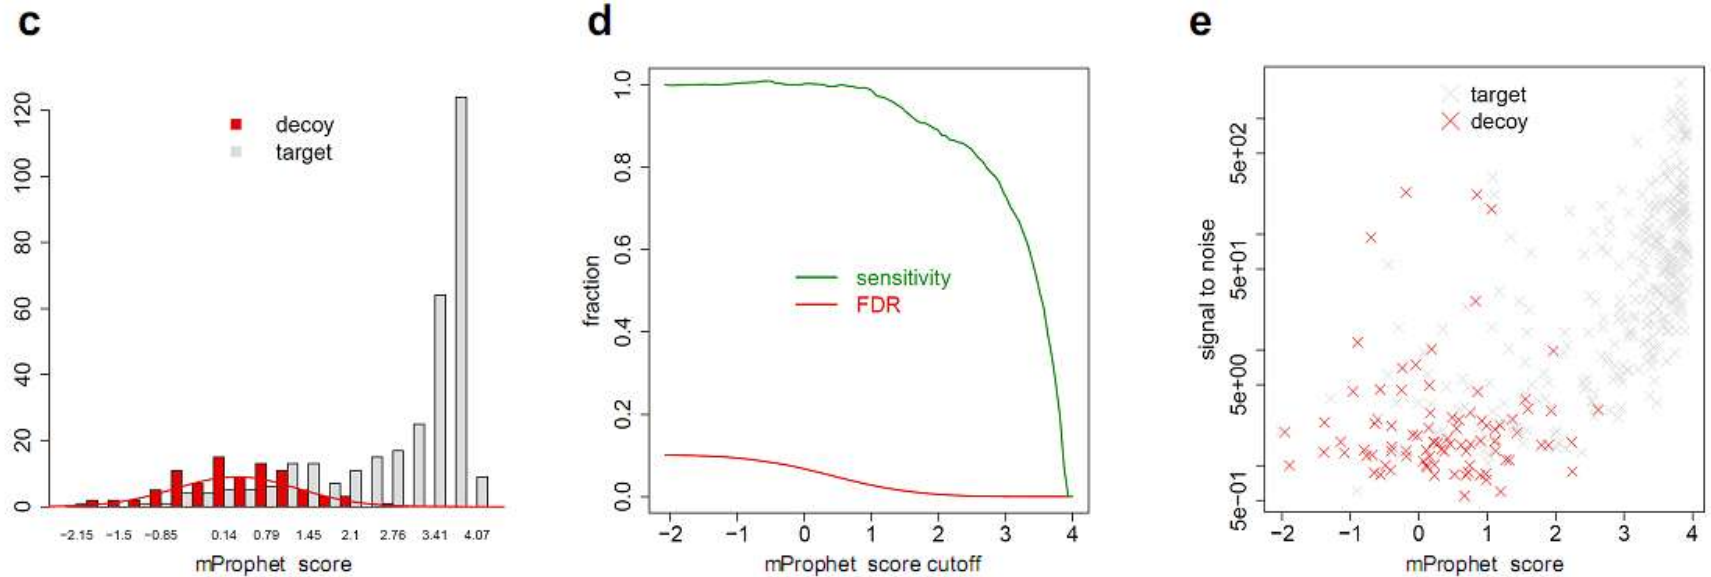 c
decoy
target
0
20
40
60
80
100
120
−2.15
−1.5
−0.85
0.14
0.79
1.45
2.1
2.76
3.41
4.07
mProphet score
d
fraction
0.0
0.2
0.4
0.6
0.8
1.0
sensitivity
FDR
−2
−1
0
1
2
3
4
mProphet score cutoff
e
signal to noise
5e−01
5e+00
5e+01
5e+02
target
decoy
−2
−1
0
1
2
3
4
mProphet score